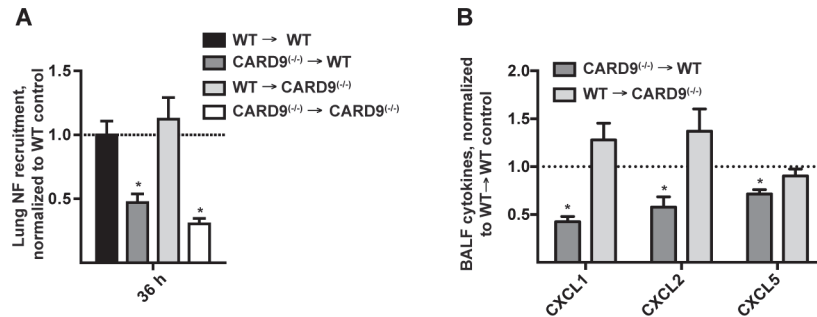 A
WT → WT
CARD9(-/-) → WT
WT → CARD9(-/-)
CARD9(-/-) → CARD9(-/-)
Lung NF recruitment,
normalized to WT control
1.5
1.0
0.5
*
*
36 h
B
CARD9(-/-) → WT
WT → CARD9(-/-)
BALF cytokines, normalized
to WT→WT control
2.0
1.5
1.0
0.5
*
*
*
CXCL1
CXCL2
CXCL5